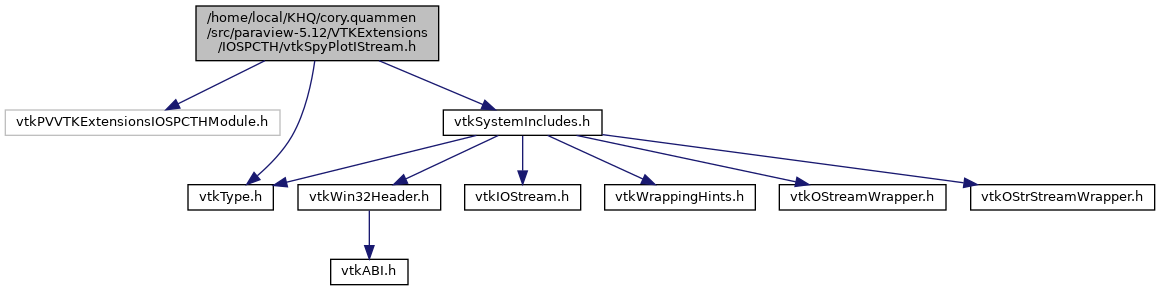 /home/local/KHQ/cory.quammen
/src/paraview-5.12/VTKExtensions
/IOSPCTH/vtkSpyPlotIStream.h
vtkPVVTKExtensionsIOSPCTHModule.h
vtkSystemIncludes.h
vtkType.h
vtkWin32Header.h
vtkIOStream.h
vtkWrappingHints.h
vtkOStreamWrapper.h
vtkOStrStreamWrapper.h
vtkABI.h